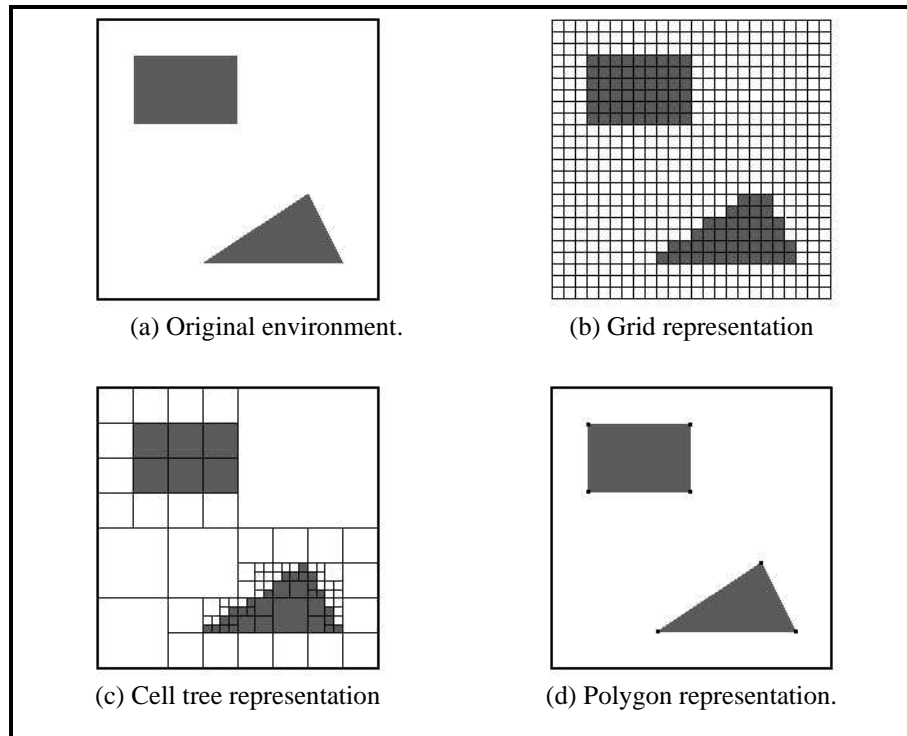 (a) Original environment.
(b) Grid representation
(c) Cell tree representation
(d) Polygon representation.